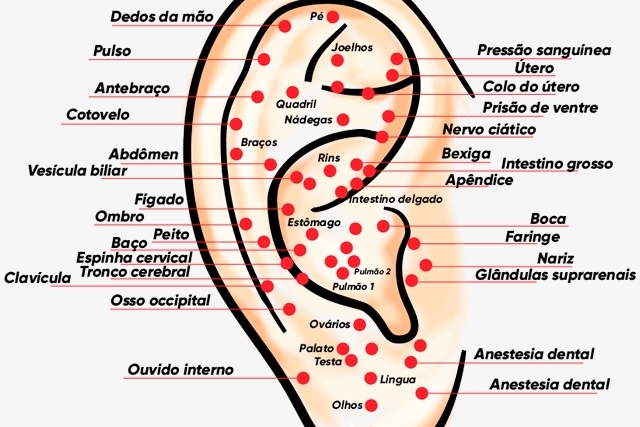 Dedos da mão
Pé
Pulso
Joelhos
Pressão sanguínea
Útero
Antebraço
Colo do útero
Quadril
Cotovelo
Nádegas
Prisão de ventre
Nervo ciático
Braços
Abdômen
Rins
Bexiga
Vesícula biliar
Intestino grosso
Apêndice
Fígado
Intestino delgado
Ombro
Estômago
Boca
Peito
Faringe
Baço
Espinha cervical
Nariz
Clavícula
Tronco cerebral
Pulmão 2
Glândulas suprarenais
Pulmão 1
Osso occipital
Ovários
Palato
Testa
Anestesia dental
Ouvido interno
Língua
Anestesia dental
Olhos